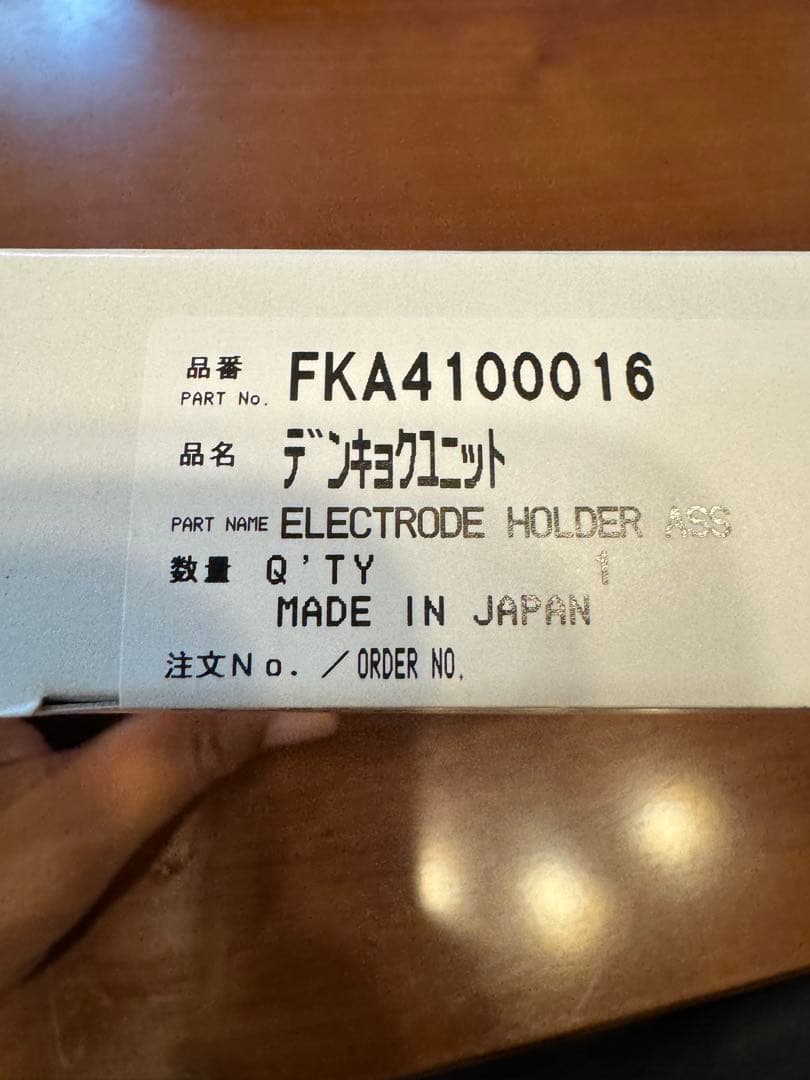 品番 FKA4100016
PART No.
品名 デンキョクユニット
PART NAME ELECTRODE HOLDER ASS
数量 Q'TY 1
MADE IN JAPAN
注文No. ／ORDER NO.